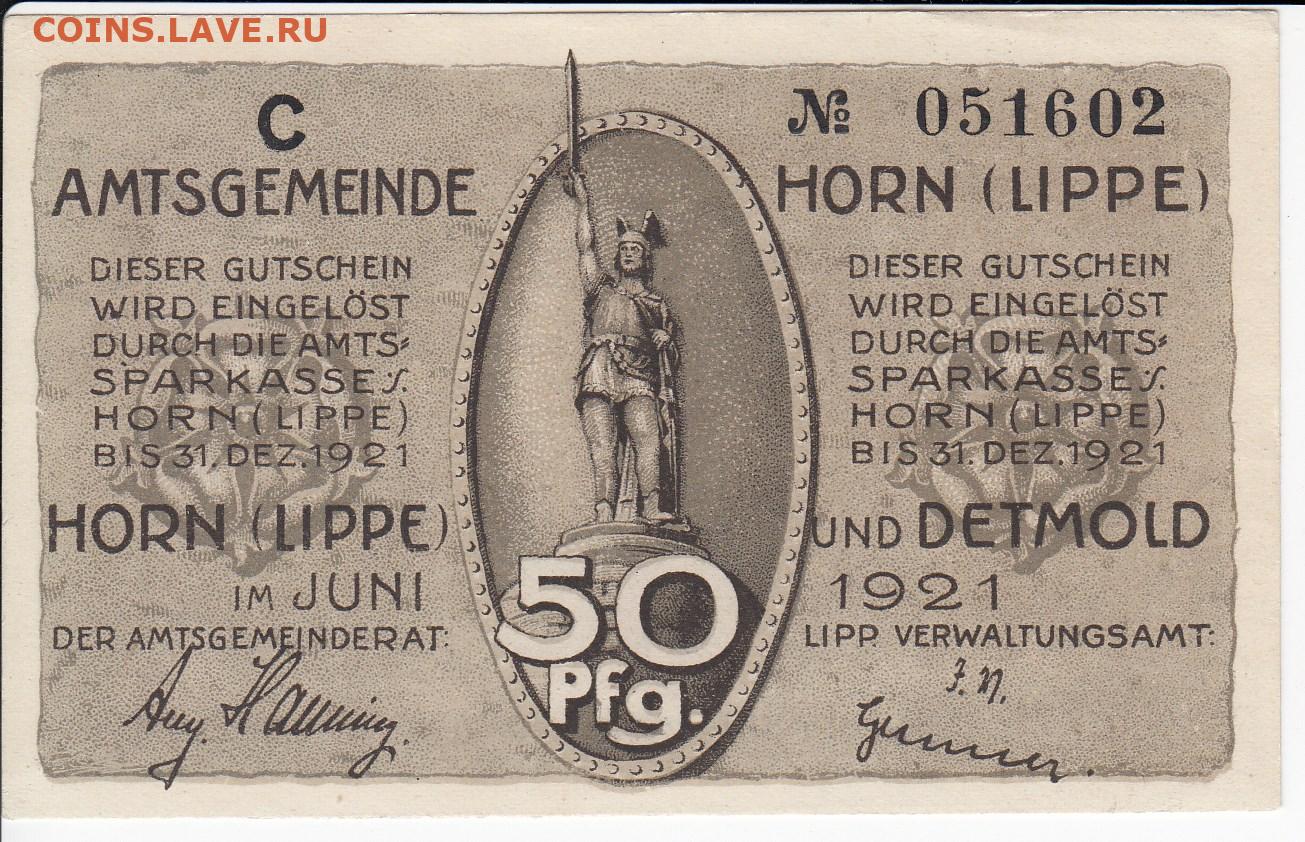 COINS.LAVE.RU
C
№ 051602
AMTSGEMEINDE
HORN (LIPPE)
DIESER GUTSCHEIN
WIRD EINGELÖST
DURCH DIE AMTS-
SPARKASSE i.
HORN (LIPPE)
BIS 31. DEZ. 1921
DIESER GUTSCHEIN
WIRD EINGELÖST
DURCH DIE AMTS-
SPARKASSE i.
HORN (LIPPE)
BIS 31. DEZ. 1921
HORN (LIPPE)
UND DETMOLD
IM JUNI
1921
DER AMTSGEMEINDERAT:
LIPP. VERWALTUNGSAMT:
50
Pfg.